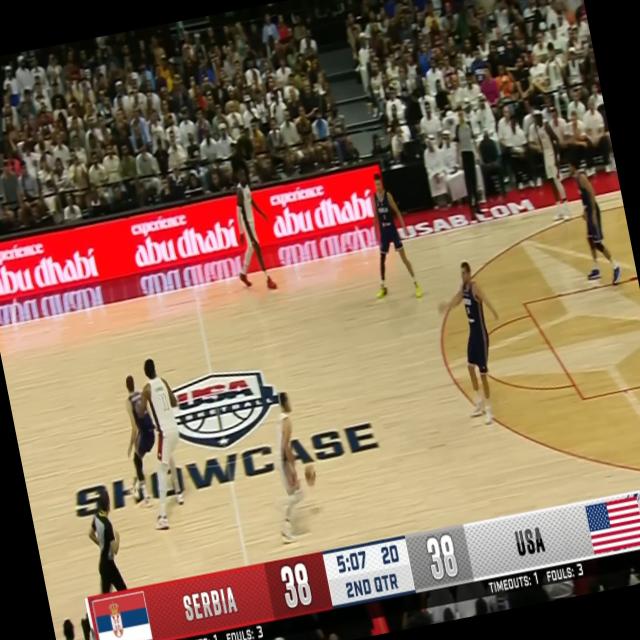 experience
abu dhabi
experience
abu dhabi
experience
abu dhabi
USAB.COM
USA
BASKETBALL
SHOWCASE
SERBIA 38 5:07 20 2ND QTR 38 USA
FOULS: 3
TIMEOUTS: 1 FOULS: 3